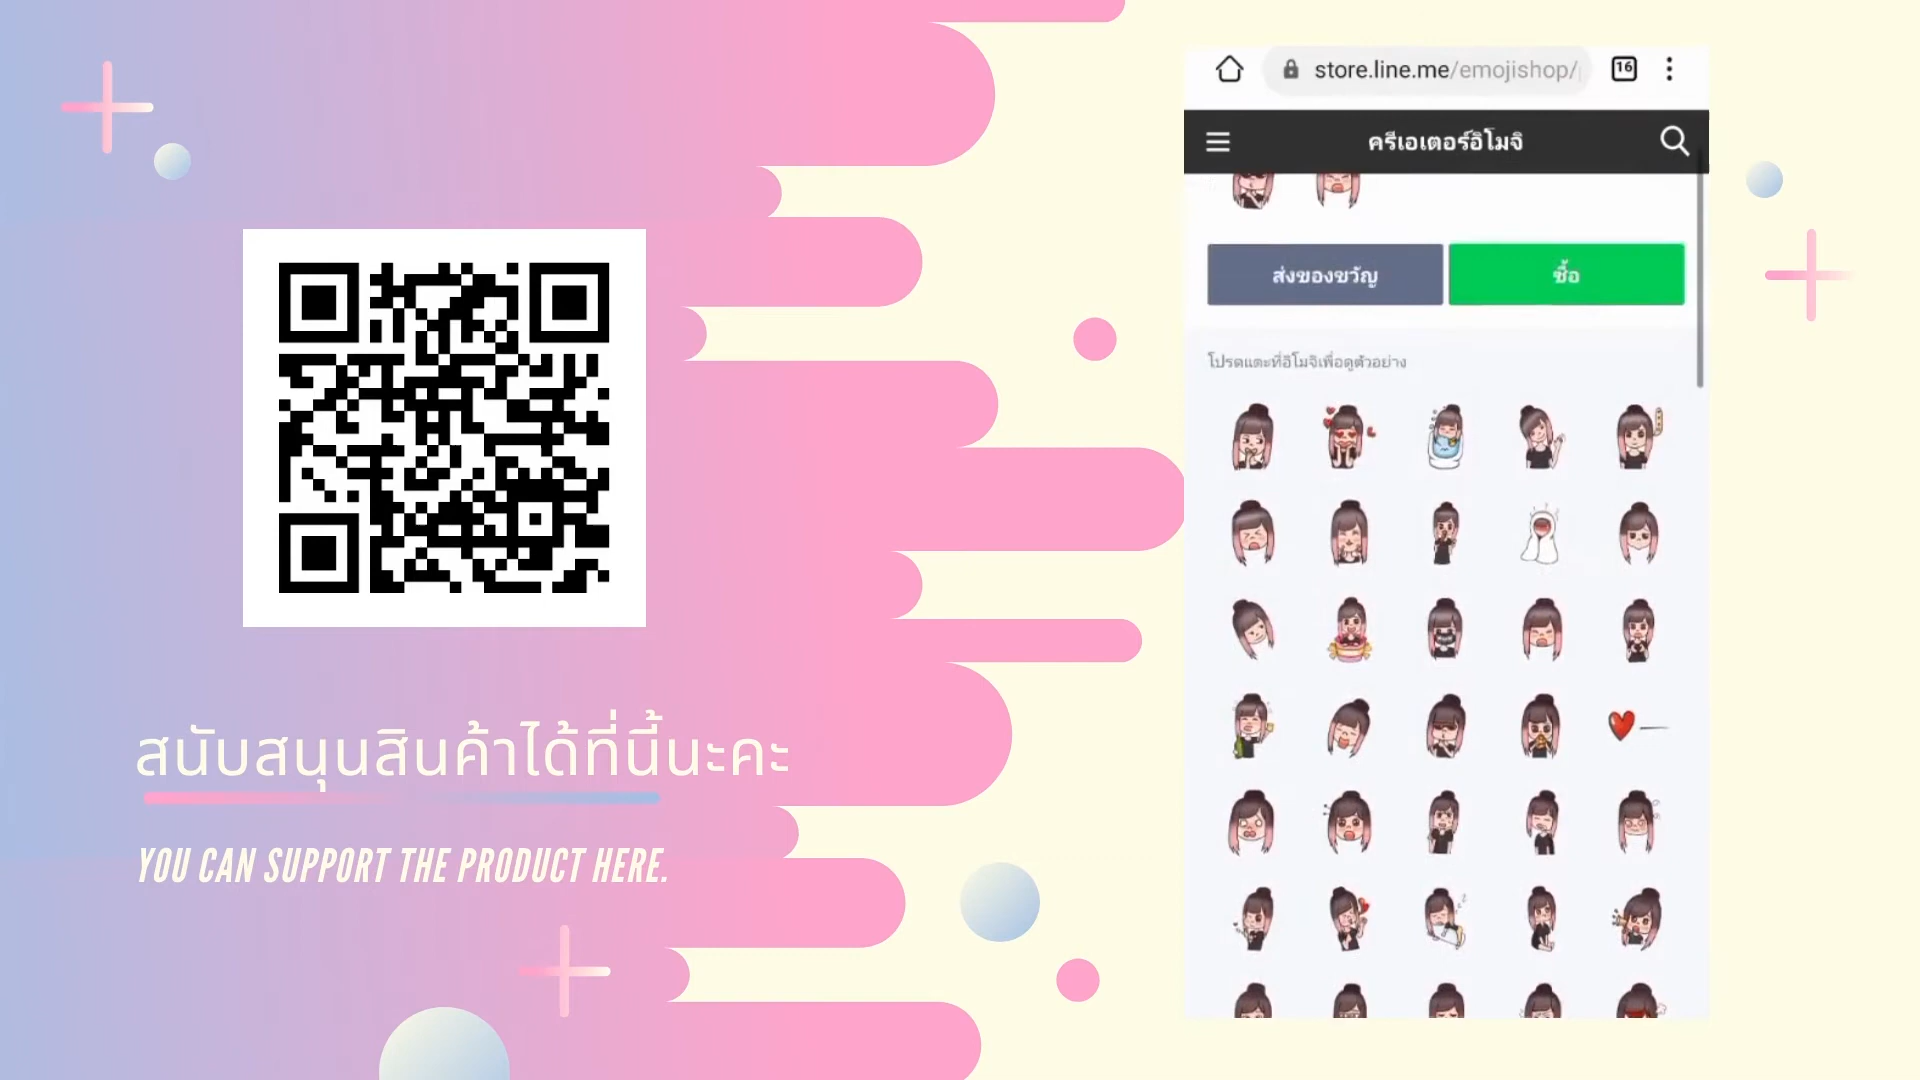 สนับสนุนสินค้าได้ที่นี้นะคะ
YOU CAN SUPPORT THE PRODUCT HERE.
store.line.me/emojishop/
16
ครีเอเตอร์อิโมจิ
ส่งของขวัญ
ซื้อ
โปรดแตะที่อิโมจิเพื่อดูตัวอย่าง